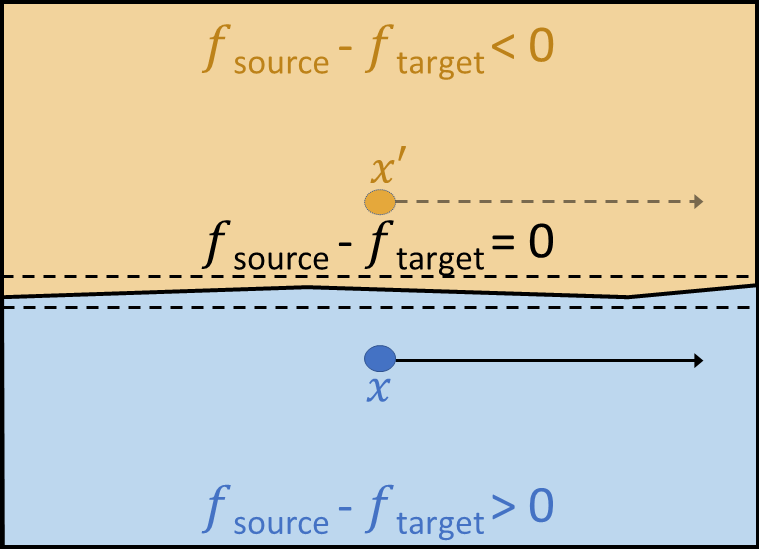 f source - f target < 0
x′
f source - f target = 0
x
f source - f target > 0